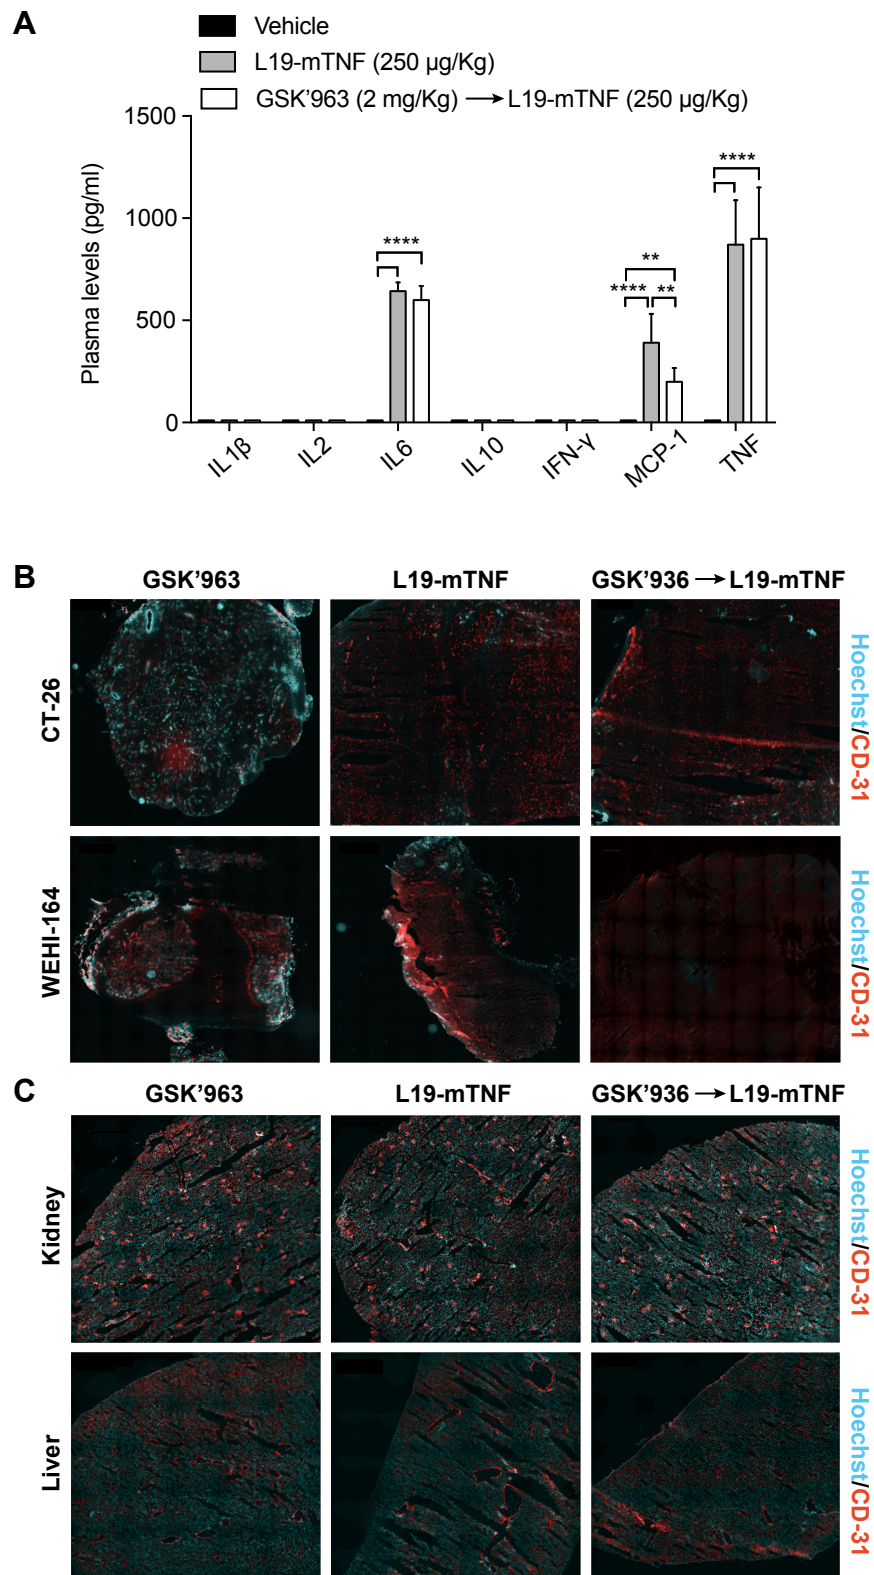 A
Vehicle
L19-mTNF (250 µg/Kg)
GSK'963 (2 mg/Kg) → L19-mTNF (250 µg/Kg)
Plasma levels (pg/ml)
1500
1000
500
0
****
**
****
**
****
IL1β
IL2
IL6
IL10
IFN-γ
MCP-1
TNF
B
GSK'963
L19-mTNF
GSK'936 → L19-mTNF
CT-26
Hoechst/CD-31
WEHI-164
Hoechst/CD-31
C
GSK'963
L19-mTNF
GSK'936 → L19-mTNF
Kidney
Hoechst/CD-31
Liver
Hoechst/CD-31